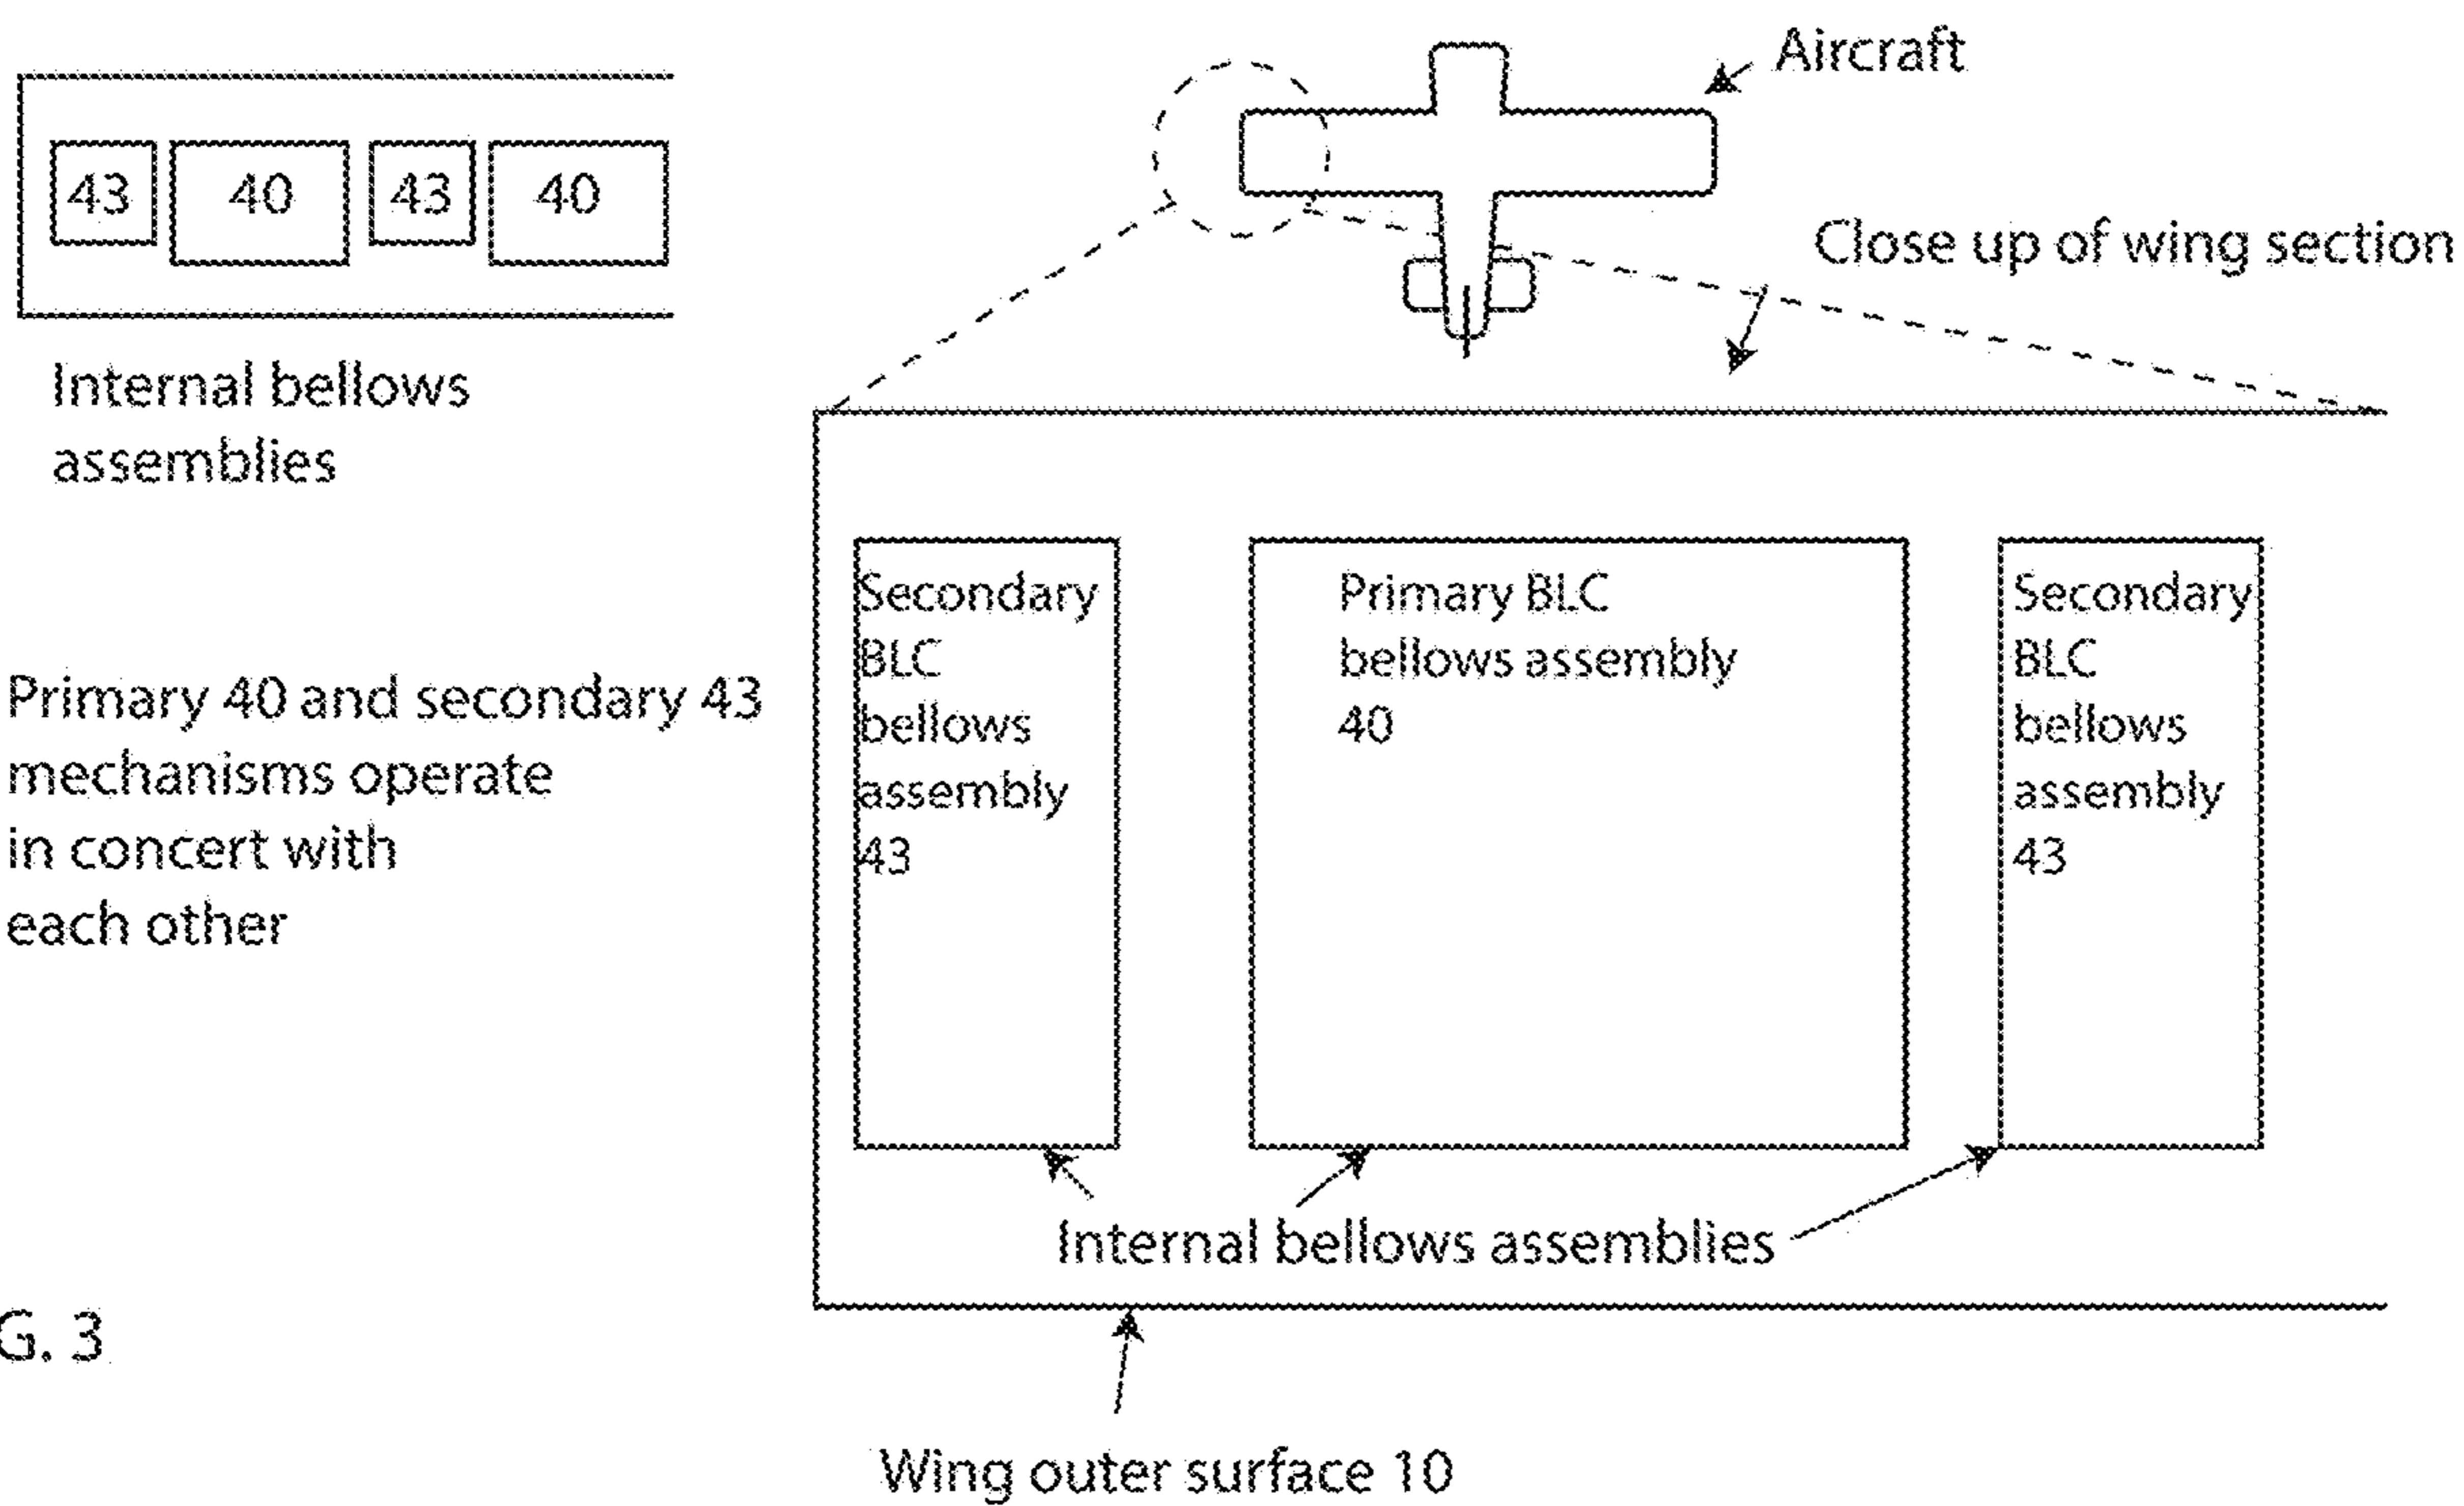 Aircraft
43 40 43 40
Close up of wing section
Internal bellows
assemblies
Primary 40 and secondary 43
mechanisms operate
in concert with
each other
Secondary
BLC
bellows
assembly
43
Primary BLC
bellows assembly
40
Secondary
BLC
bellows
assembly
43
Internal bellows assemblies
G. 3
Wing outer surface 10